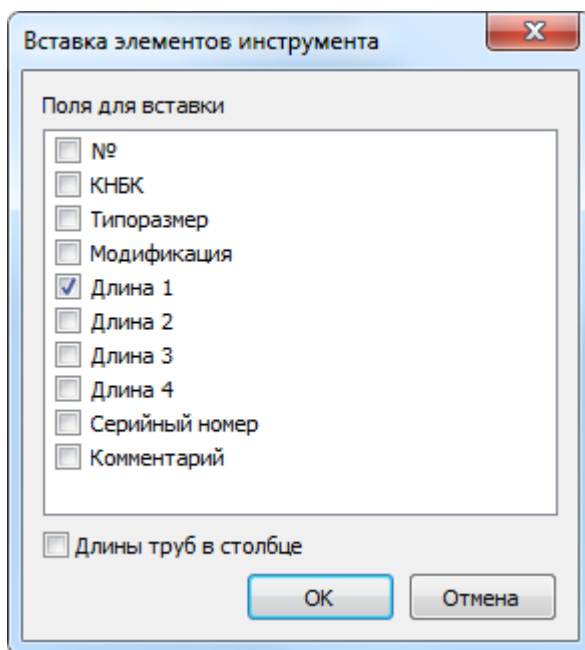 Вставка элементов инструмента
Поля для вставки
№
КНБК
Типоразмер
Модификация
Длина 1
Длина 2
Длина 3
Длина 4
Серийный номер
Комментарий
Длины труб в столбце
ОК
Отмена